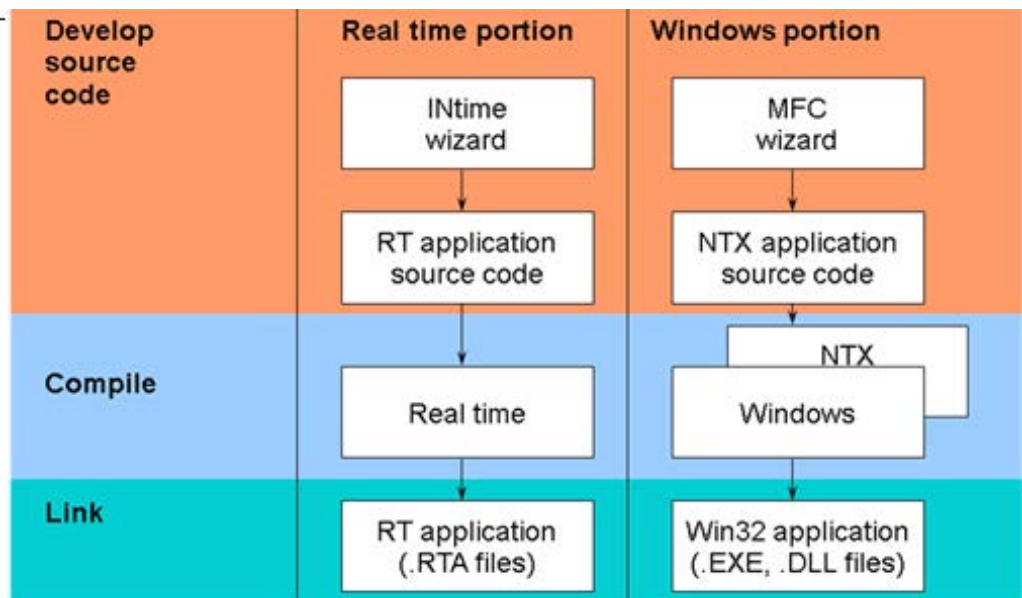 Develop
source
code
Real time portion
Windows portion
INtime
wizard
MFC
wizard
RT application
source code
NTX application
source code
Compile
Real time
NTX
Windows
Link
RT application
(.RTA files)
Win32 application
(.EXE, .DLL files)